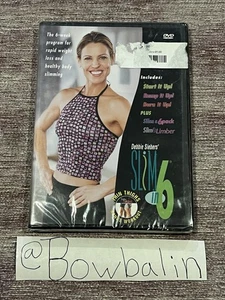 The 6-week
program for
rapid weight
loss and
healthy body
slimming
DVD
Includes:
Start It Up!
Ramp It Up!
Burn It Up!
PLUS
Slim & 6pack
Slim & Limber
Debbie Siebers'
SLIM
in
6
@Bowbalin